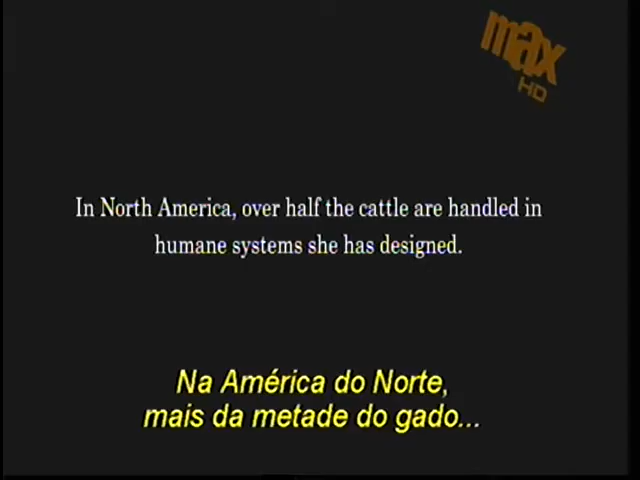 max
HD
In North America, over half the cattle are handled in
humane systems she has designed.
Na América do Norte,
mais da metade do gado...